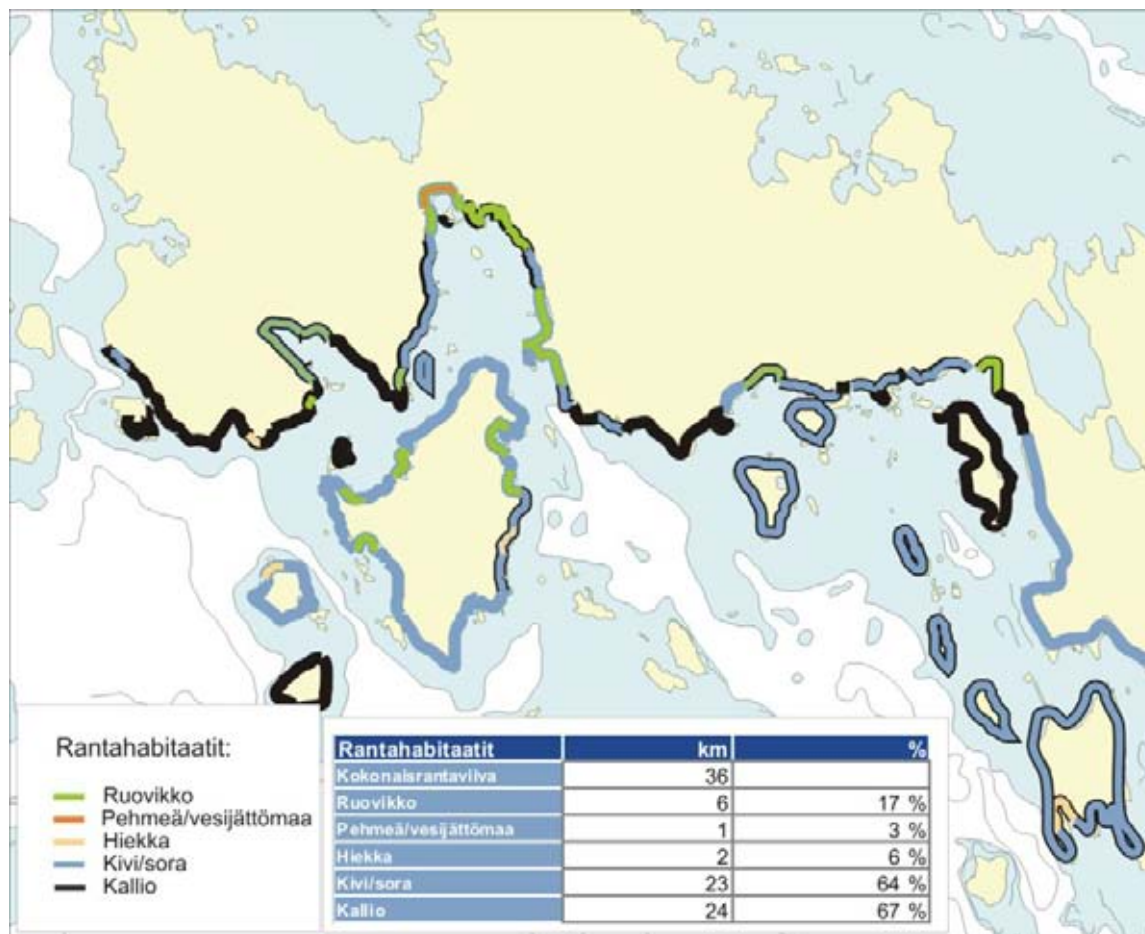 Rantahabitaatit:
Ruovikko
Pehmeä/vesijättömaa
Hiekka
Kivi/sora
Kallio
Rantahabitaatit km %
Kokonaisrantaviiva 36
Ruovikko 6 17 %
Pehmeä/vesijättömaa 1 3 %
Hiekka 2 6 %
Kivi/sora 23 64 %
Kallio 24 67 %